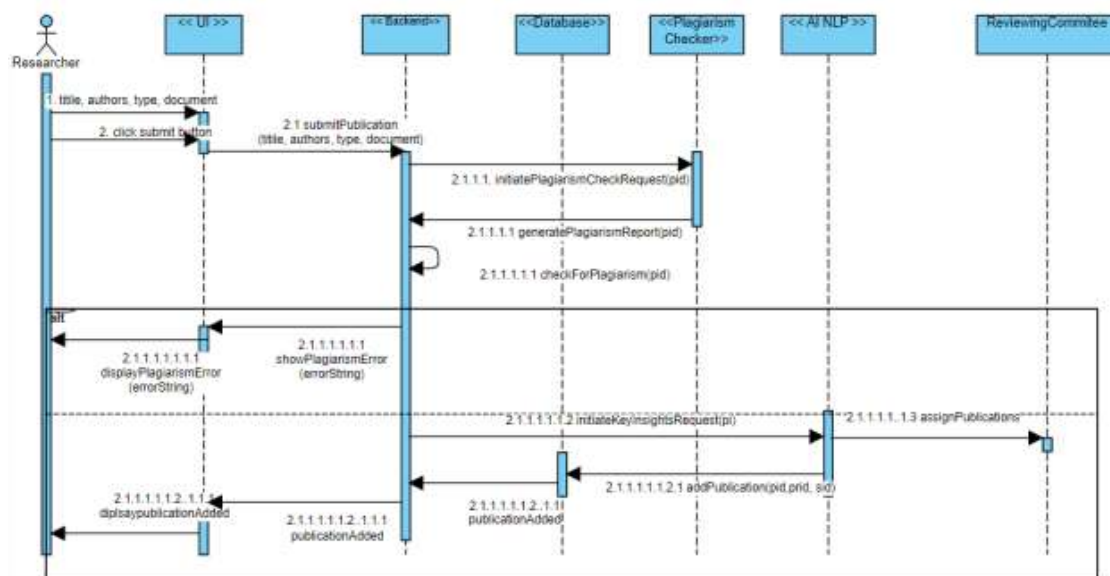 << UI >>
<< Backend>>
<<Database>>
<<Plagiarism
Checker>>
<< AI NLP >>
ReviewingCommitee
Researcher
1. titlie, authors, type, document
2. click submit button
2.1 submitPublication
(titlie, authors, type, document)
2.1.1.1. initiatePlagiarismCheckRequest(pid)
2.1.1.1.1 generatePlagiarismReport(pid)
2.1.1.1.1.1 checkForPlagiarism(pid)
alt
2.1.1.1.1.1.1
displayPlagiarismError
(errorString)
2.1.1.1.1.1
showPlagiarismError
(errorString)
2.1.1.1.1.1.2 initiateKeyInsightsRequest(pi)
2.1.1.1.1..1.3 assignPublications
2.1.1.1.1.1.2.1 addPublication(pid,prid, sid)
2.1.1.1.1.1.2..1.1
publicationAdded
2.1.1.1.1.1.2..1.1.1
publicationAdded
2.1.1.1.1.1.2..1.1.1
diplsaypublicationAdded